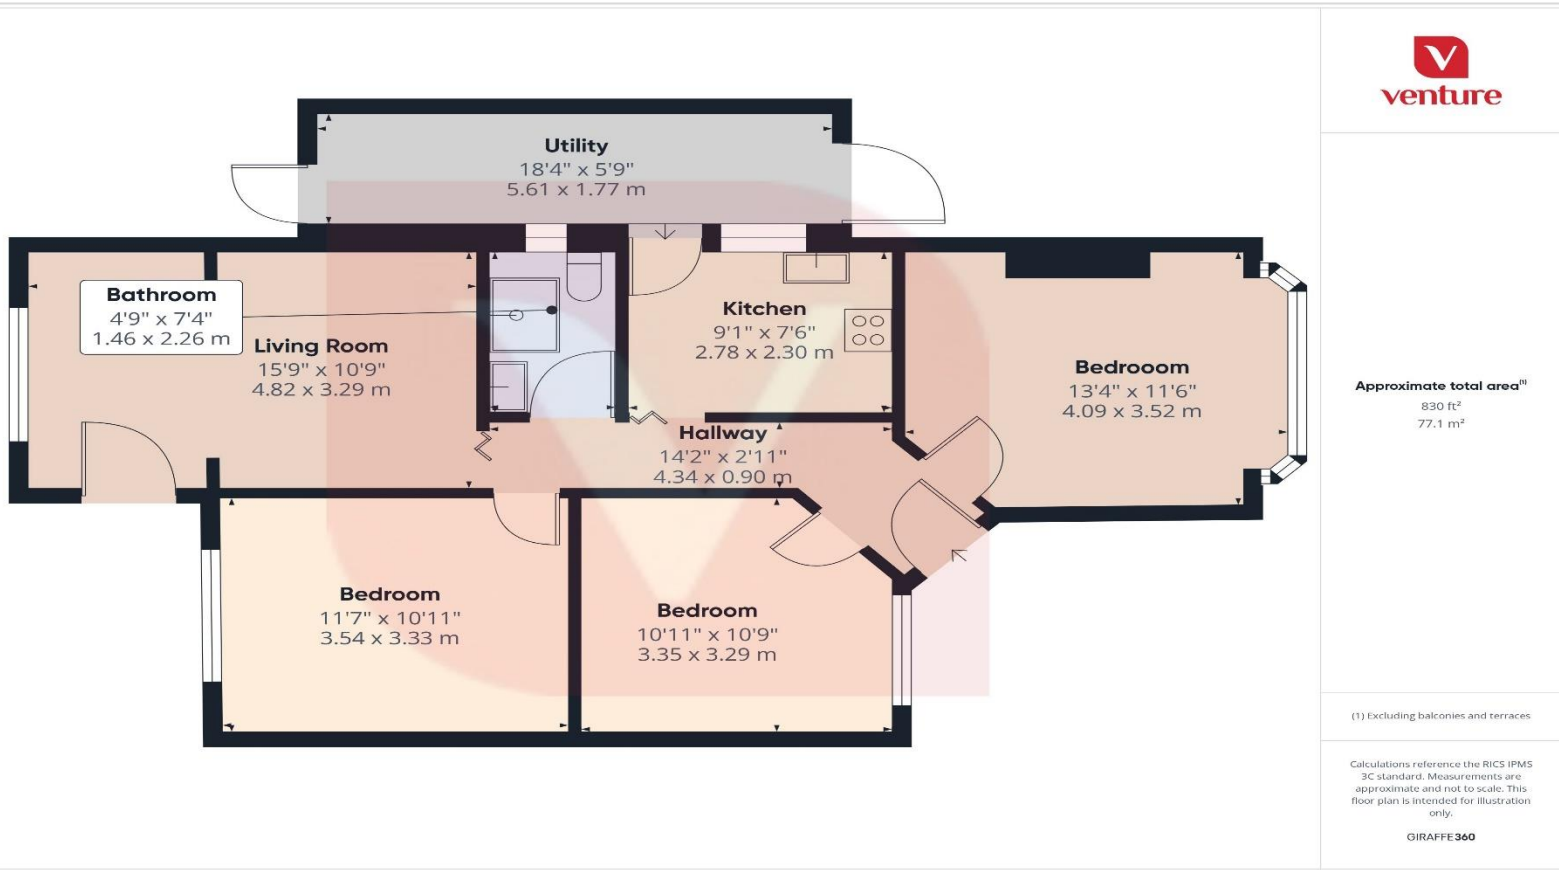 Utility
18'4" x 5'9"
5.61 x 1.77 m
Bathroom
4'9" x 7'4"
1.46 x 2.26 m
Living Room
15'9" x 10'9"
4.82 x 3.29 m
Kitchen
9'1" x 7'6"
2.78 x 2.30 m
Bedrooom
13'4" x 11'6"
4.09 x 3.52 m
Hallway
14'2" x 2'11"
4.34 x 0.90 m
Bedroom
11'7" x 10'11"
3.54 x 3.33 m
Bedroom
10'11" x 10'9"
3.35 x 3.29 m
venture
Approximate total area(1)
830 ft²
77.1 m²
(1) Excluding balconies and terraces
Calculations reference the RICS IPMS
3C standard. Measurements are
approximate and not to scale. This
floor plan is intended for illustration
only.
GIRAFFE360